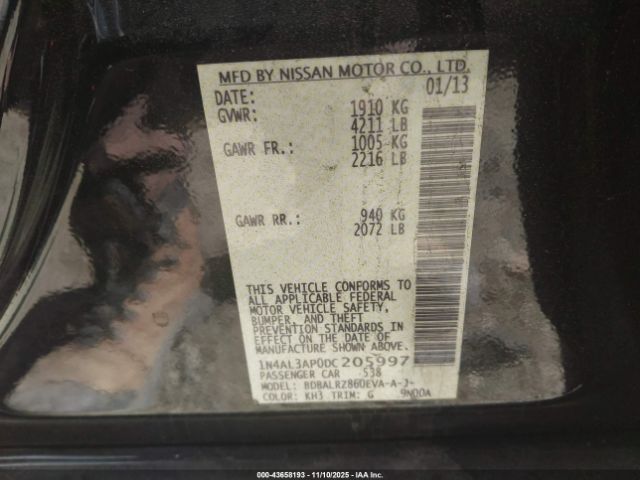 MFD BY NISSAN MOTOR CO., LTD.
DATE: 01/13
GVWR: 1910 KG
4211 LB
GAWR FR.: 1005 KG
2216 LB
GAWR RR.: 940 KG
2072 LB
THIS VEHICLE CONFORMS TO
ALL APPLICABLE FEDERAL
MOTOR VEHICLE SAFETY,
BUMPER, AND THEFT
PREVENTION STANDARDS IN
EFFECT ON THE DATE OF
MANUFACTURE SHOWN ABOVE.
1N4AL3AP0DC205997
PASSENGER CAR 538
MODEL: BDBALRZ860EVA-A-J-
COLOR: KH3 TRIM: G 9N00A
000-43658193 - 11/10/2025 - IAA Inc.